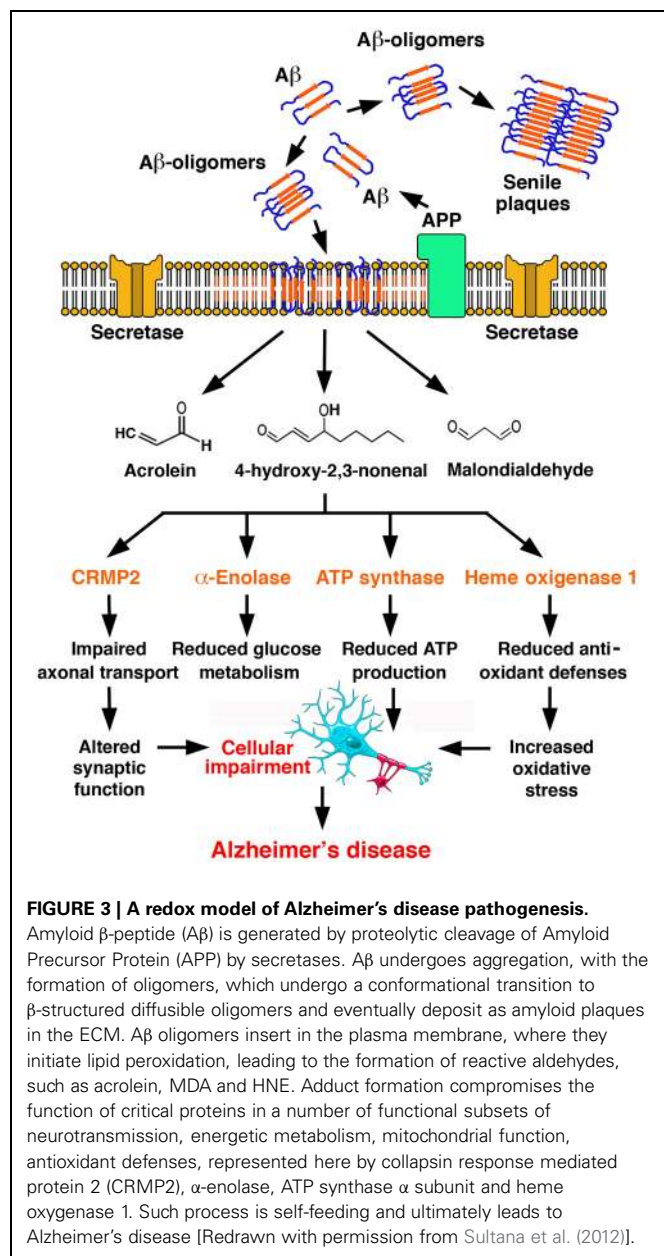 Aβ-oligomers
Aβ
Aβ-oligomers
Aβ
Senile
plaques
APP
Secretase
Secretase
O
HC
H
Acrolein
OH
O
4-hydroxy-2,3-nonenal
O
O
Malondialdehyde
CRMP2
α-Enolase
ATP synthase
Heme oxigenase 1
Impaired
axonal transport
Reduced glucose
metabolism
Reduced ATP
production
Reduced anti-
oxidant defenses
Altered
synaptic
function
Cellular
impairment
Increased
oxidative
stress
Alzheimer's disease
FIGURE 3 | A redox model of Alzheimer's disease pathogenesis.
Amyloid β-peptide (Aβ) is generated by proteolytic cleavage of Amyloid
Precursor Protein (APP) by secretases. Aβ undergoes aggregation, with the
formation of oligomers, which undergo a conformational transition to
β-structured diffusible oligomers and eventually deposit as amyloid plaques
in the ECM. Aβ oligomers insert in the plasma membrane, where they
initiate lipid peroxidation, leading to the formation of reactive aldehydes,
such as acrolein, MDA and HNE. Adduct formation compromises the
function of critical proteins in a number of functional subsets of
neurotransmission, energetic metabolism, mitochondrial function,
antioxidant defenses, represented here by collapsin response mediated
protein 2 (CRMP2), α-enolase, ATP synthase α subunit and heme
oxygenase 1. Such process is self-feeding and ultimately leads to
Alzheimer's disease [Redrawn with permission from Sultana et al. (2012)].